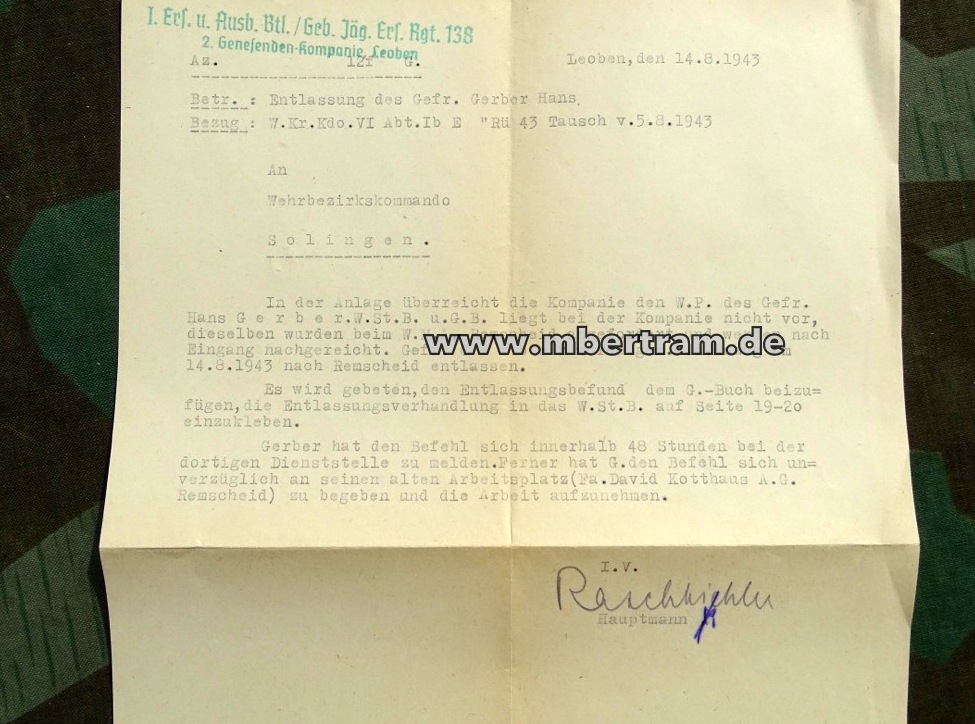 I. Ers. u. Ausb. Btl. / Geb. Jäg. Ers. Rgt. 138
2. Genesenden-Kompanie, Leoben
Az. 12f G. Leoben,den 14.8.1943
Betr. : Entlassung des Gefr. Gerber Hans.
Bezug : W.Kr.Kdo.VI Abt.Ib E "Rü 43 Tausch v.5.8.1943
An
Wehrbezirkskommando
S o l i n g e n .
In der Anlage überreicht die Kompanie den W.P. des Gefr.
Hans G e r b e r.W.St.B. u.G.B. liegt bei der Kompanie nicht vor,
dieselben wurden beim nach
Eingang nachgereicht.
www.mbertram.de
14.8.1943 nach Remscheid entlassen.
Es wird gebeten,den Entlassungsbefund dem G.-Buch beizu=
fügen,die Entlassungsverhandlung in das W.St.B. auf Seite 19-2o
einzukleben.
Gerber hat den Befehl sich innerhalb 48 Stunden bei der
dortigen Dienststelle zu melden.Ferner hat G.den Befehl sich un=
verzüglich an seinen alten Arbeitsplatz(Fa.David Kotthaus A.G.
Remscheid) zu begeben und die Arbeit aufzunehmen.
I.V.
Hauptmann